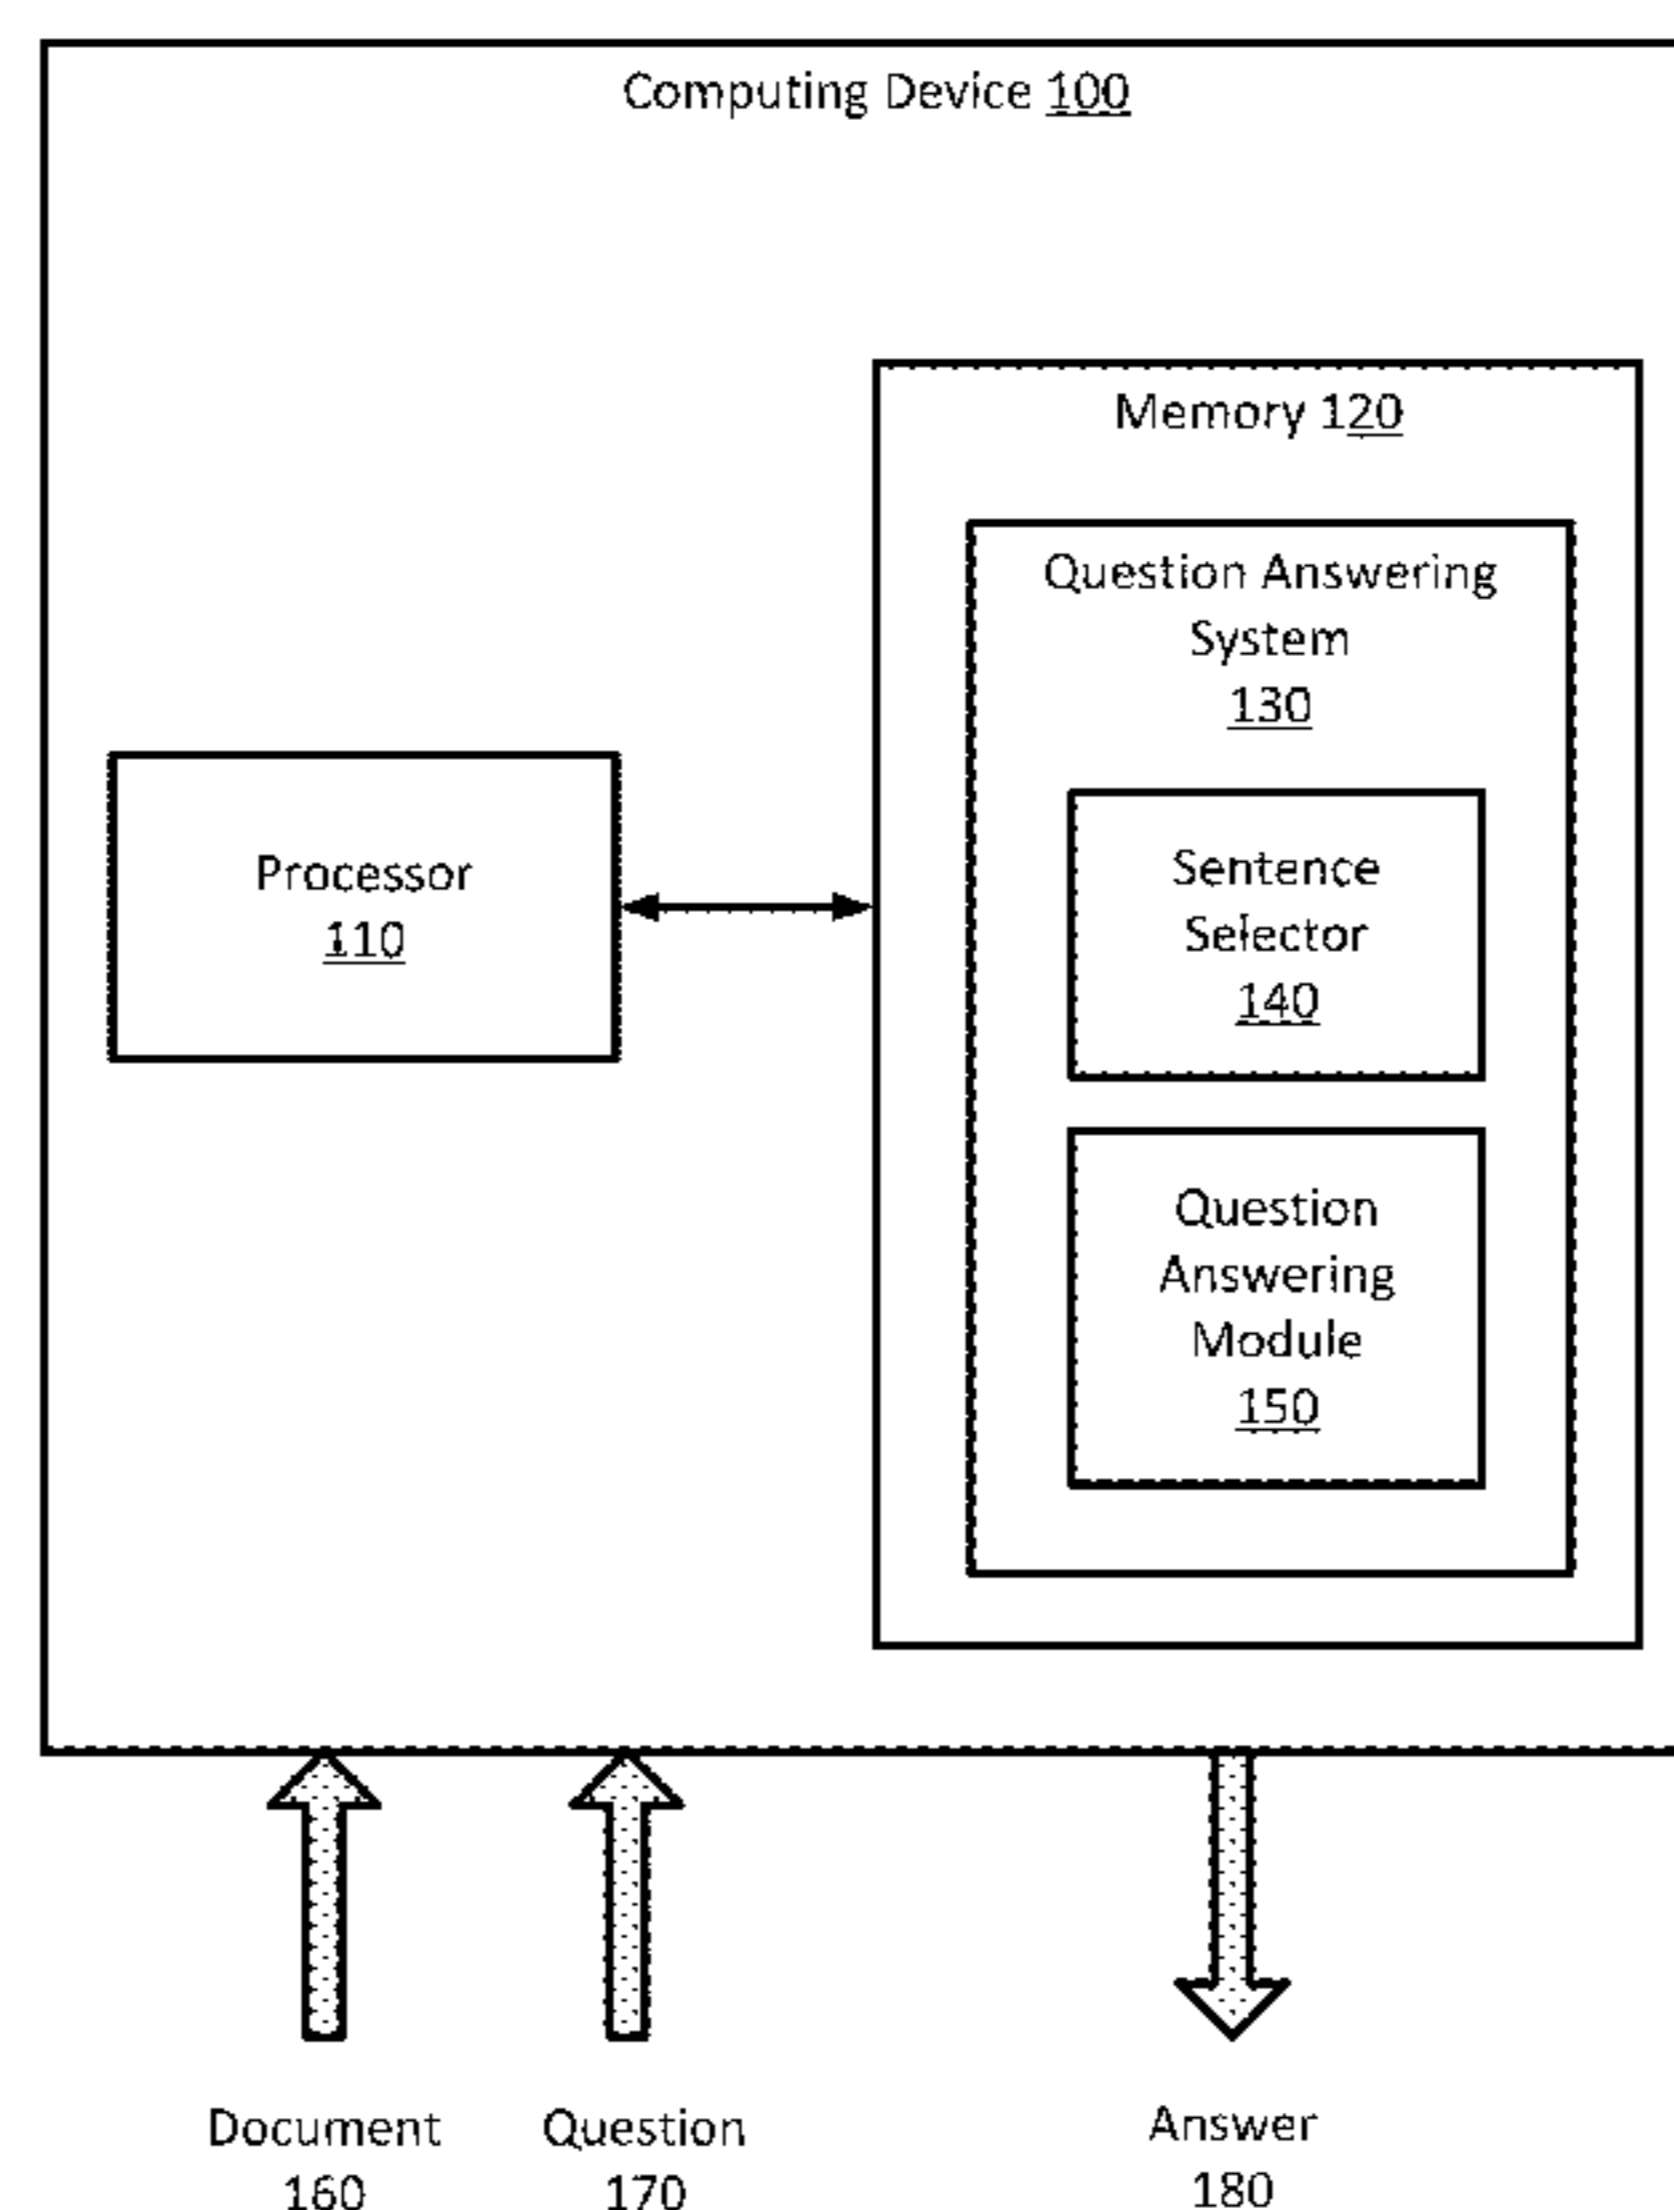 Computing Device 100
Memory 120
Question Answering
System
130
Processor
110
Sentence
Selector
140
Question
Answering
Module
150
Document
160
Question
170
Answer
180